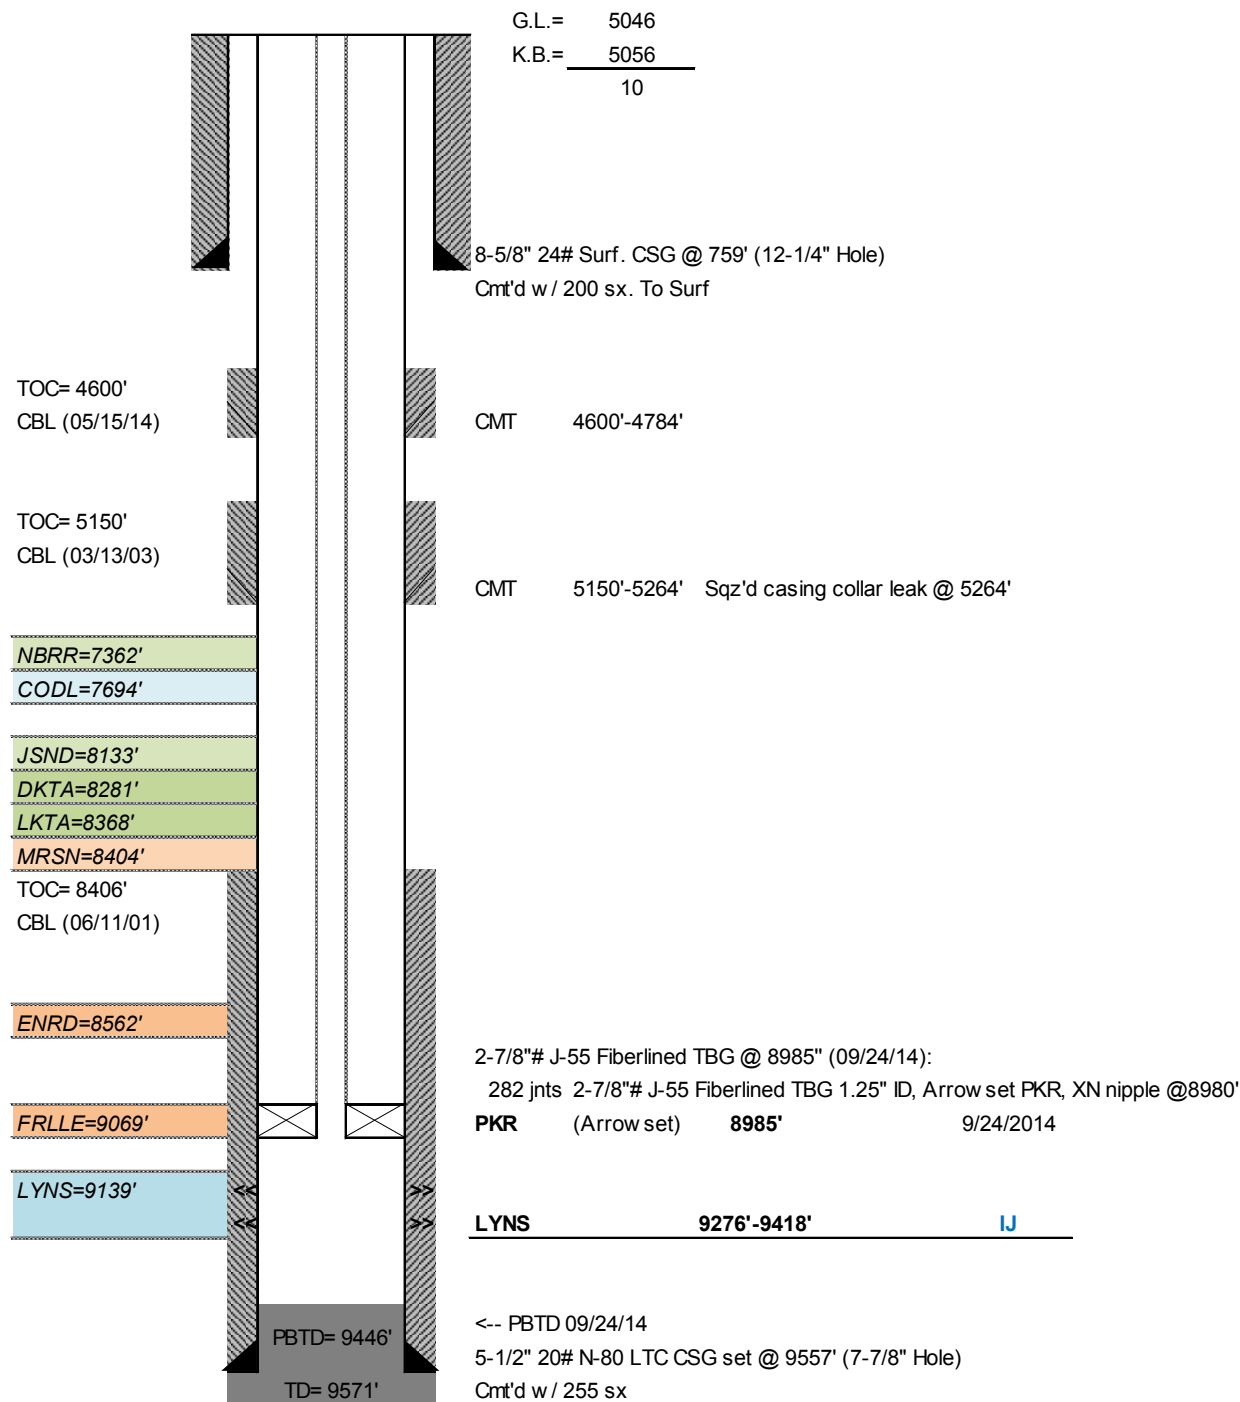 G.L.= 5046
K.B.= 5056
10
8-5/8" 24# Surf. CSG @ 759' (12-1/4" Hole)
Cmt'd w/ 200 sx. To Surf
TOC= 4600'
CBL (05/15/14)
CMT 4600'-4784'
TOC= 5150'
CBL (03/13/03)
CMT 5150'-5264' Sqz'd casing collar leak @ 5264'
NBRR=7362'
CODL=7694'
JSND=8133'
DKTA=8281'
LKTA=8368'
MRSN=8404'
TOC= 8406'
CBL (06/11/01)
ENRD=8562'
2-7/8"# J-55 Fiberlined TBG @ 8985" (09/24/14):
282 jnts 2-7/8"# J-55 Fiberlined TBG 1.25" ID, Arrow set PKR, XN nipple @8980'
FRLLE=9069'
PKR (Arrow set) 8985' 9/24/2014
LYNS=9139'
<< >>
<< >>
LYNS 9276'-9418' IJ
<-- PBTD 09/24/14
PBTD= 9446'
5-1/2" 20# N-80 LTC CSG set @ 9557' (7-7/8" Hole)
TD= 9571'
Cmt'd w/ 255 sx